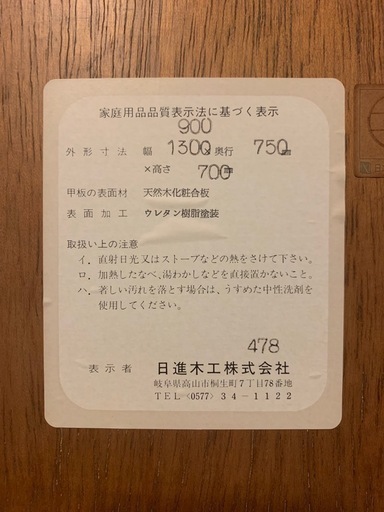 家庭用品品質表示法に基づく表示
900
外形寸法 幅 1300 奥行 750mm
×高さ 700mm
甲板の表面材 天然木化粧合板
表面加工 ウレタン樹脂塗装
取扱い上の注意
イ．直射日光又はストーブなどの熱をさけて下さい。
ロ．加熱したなべ、湯わかしなどを直接置かないこと。
ハ．著しい汚れを落とす場合は、うすめた中性洗剤を
使用してください。
478
表示者 日進木工株式会社
岐阜県高山市桐生町7丁目78番地
TEL〈0577〉34-1122